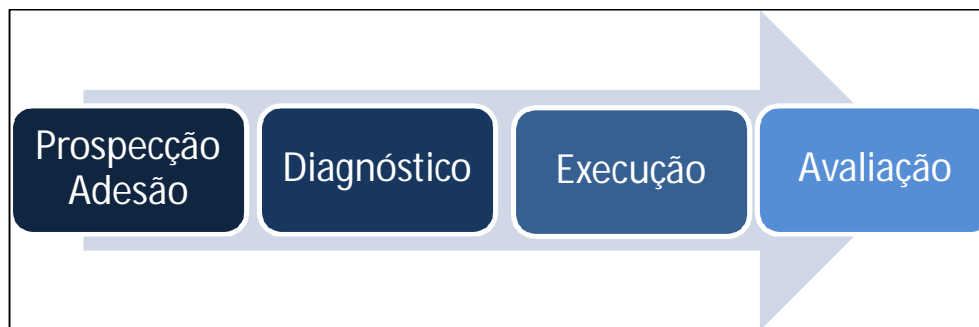 Prospecção
Adesão
Diagnóstico
Execução
Avaliação